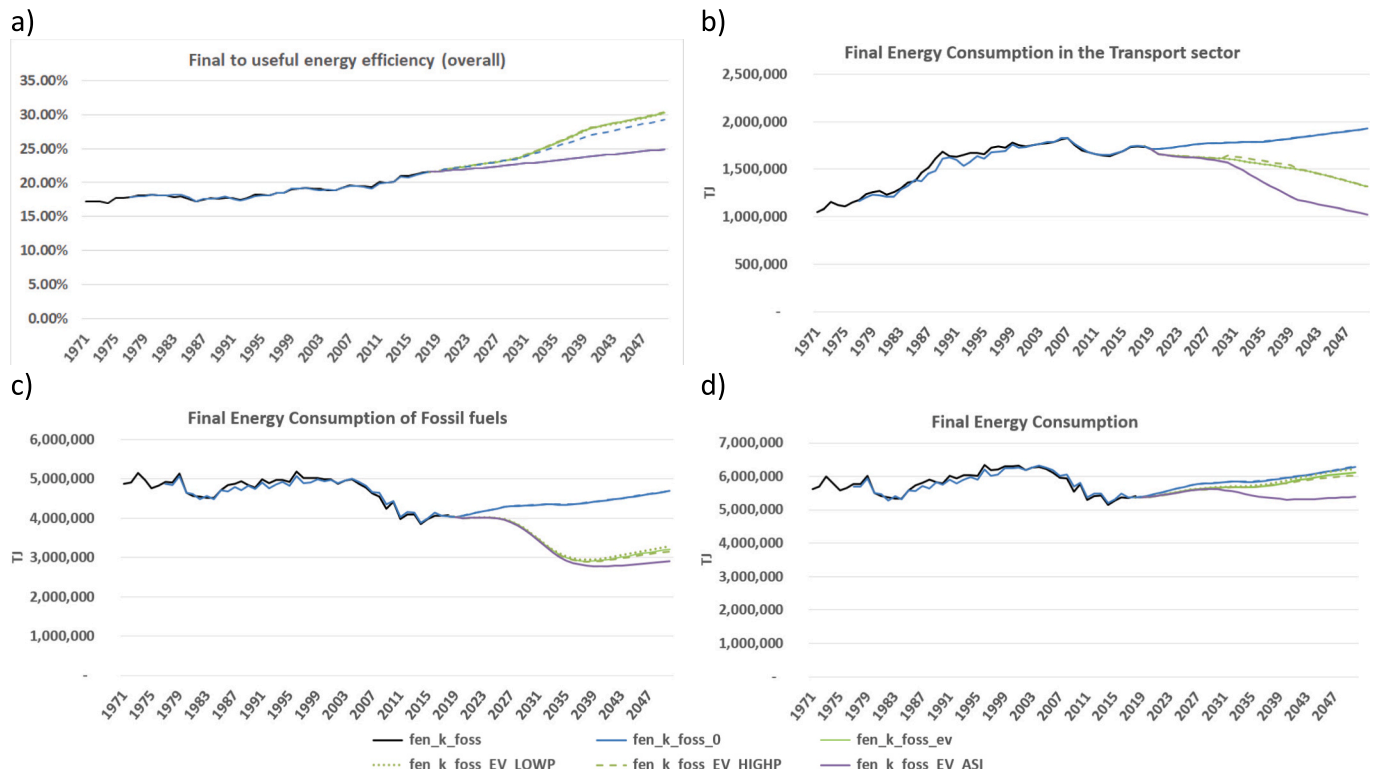 a)
Final to useful energy efficiency (overall)
35.00%
30.00%
25.00%
20.00%
15.00%
10.00%
5.00%
0.00%
1971 1975 1979 1983 1987 1991 1995 1999 2003 2007 2011 2015 2019 2023 2027 2031 2035 2039 2043 2047
b)
Final Energy Consumption in the Transport sector
2,500,000
2,000,000
1,500,000
1,000,000
500,000
-
TJ
1971 1975 1979 1983 1987 1991 1995 1999 2003 2007 2011 2015 2019 2023 2027 2031 2035 2039 2043 2047
c)
Final Energy Consumption of Fossil fuels
6,000,000
5,000,000
4,000,000
3,000,000
2,000,000
1,000,000
-
TJ
1971 1975 1979 1983 1987 1991 1995 1999 2003 2007 2011 2015 2019 2023 2027 2031 2035 2039 2043 2047
d)
Final Energy Consumption
7,000,000
6,000,000
5,000,000
4,000,000
3,000,000
2,000,000
1,000,000
-
TJ
1971 1975 1979 1983 1987 1991 1995 1999 2003 2007 2011 2015 2019 2023 2027 2031 2035 2039 2043 2047
fen_k_foss fen_k_foss_0 fen_k_foss_ev
fen_k_foss_EV_LOWP fen_k_foss_EV_HIGHP fen_k_foss_EV_ASI